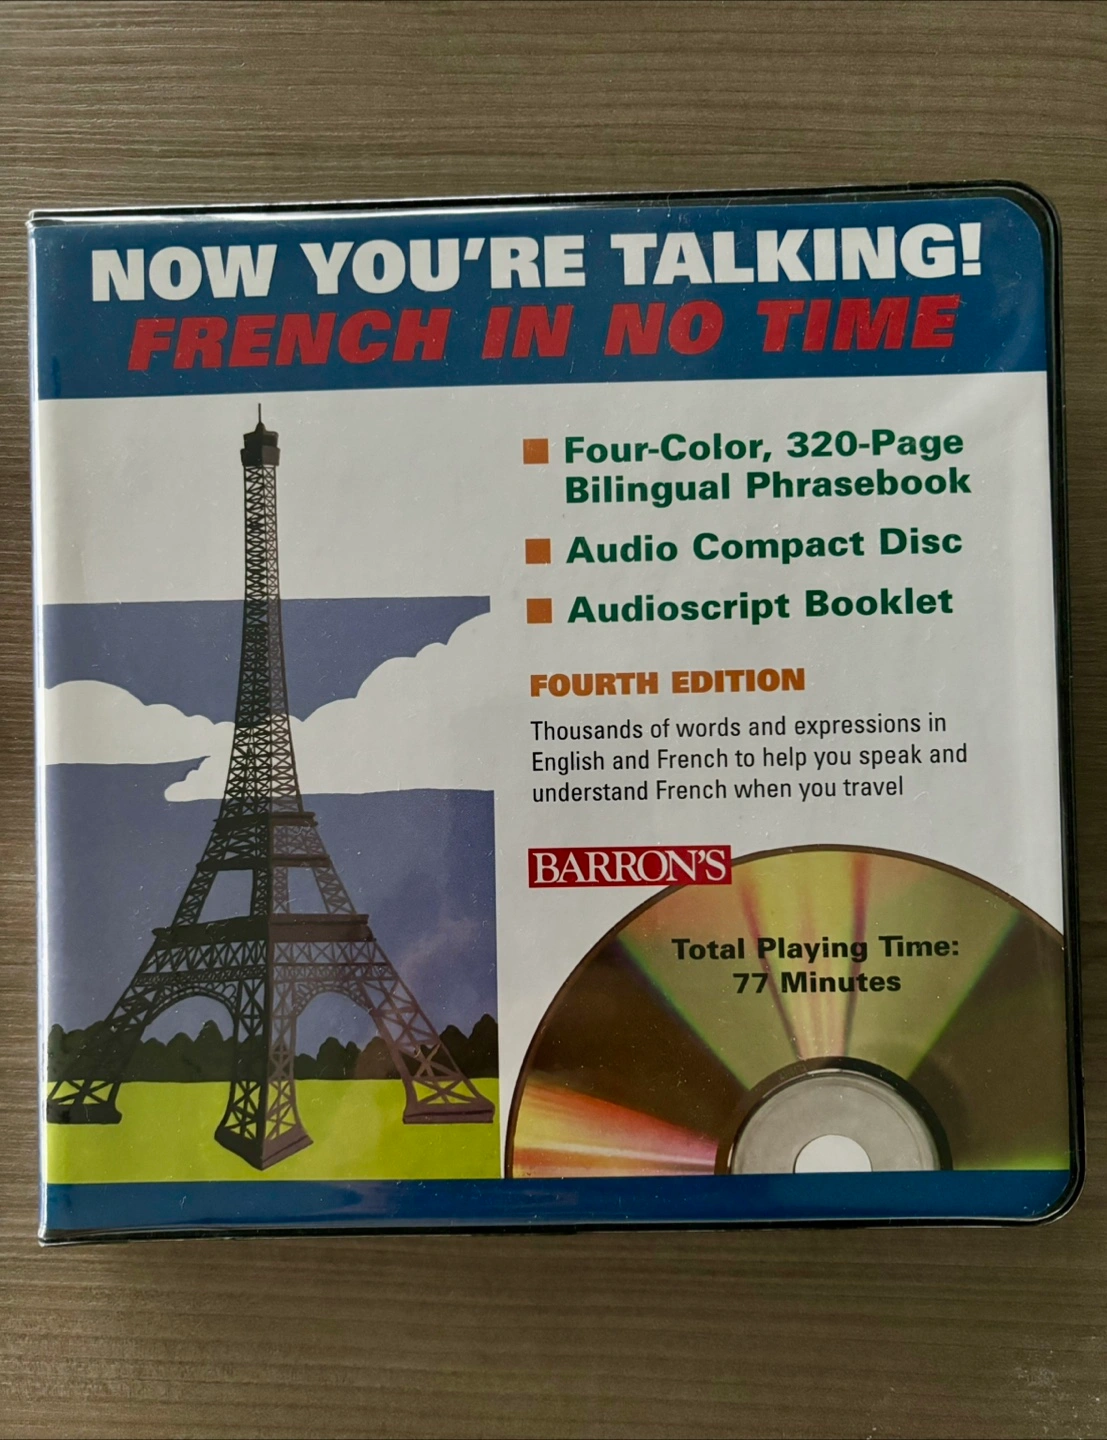 NOW YOU'RE TALKING!
FRENCH IN NO TIME
Four-Color, 320-Page
Bilingual Phrasebook
Audio Compact Disc
Audioscript Booklet
FOURTH EDITION
Thousands of words and expressions in
English and French to help you speak and
understand French when you travel
BARRON'S
Total Playing Time:
77 Minutes